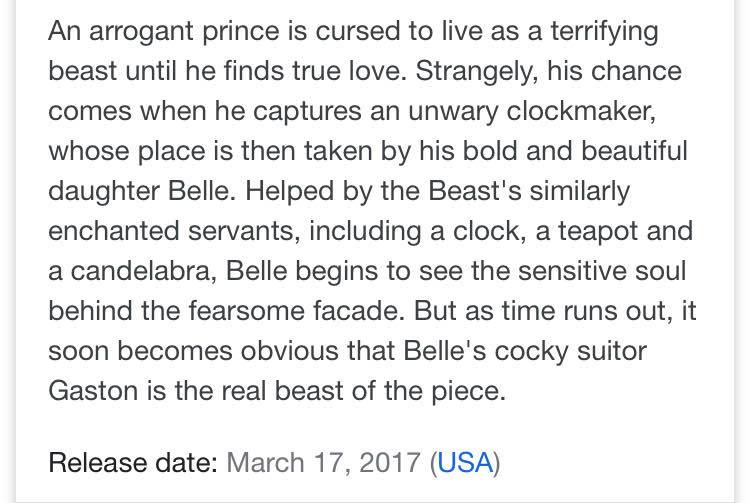 An arrogant prince is cursed to live as a terrifying
beast until he finds true love. Strangely, his chance
comes when he captures an unwary clockmaker,
whose place is then taken by his bold and beautiful
daughter Belle. Helped by the Beast's similarly
enchanted servants, including a clock, a teapot and
a candelabra, Belle begins to see the sensitive soul
behind the fearsome facade. But as time runs out, it
soon becomes obvious that Belle's cocky suitor
Gaston is the real beast of the piece.
Release date: March 17, 2017 (USA)